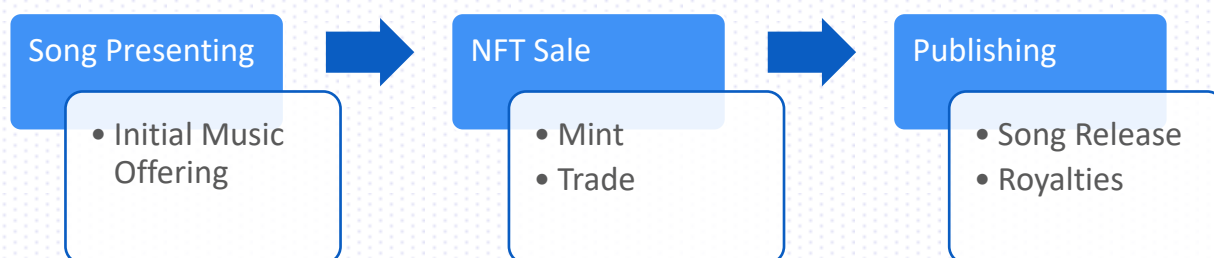 Song Presenting
• Initial Music
Offering
NFT Sale
• Mint
• Trade
Publishing
• Song Release
• Royalties